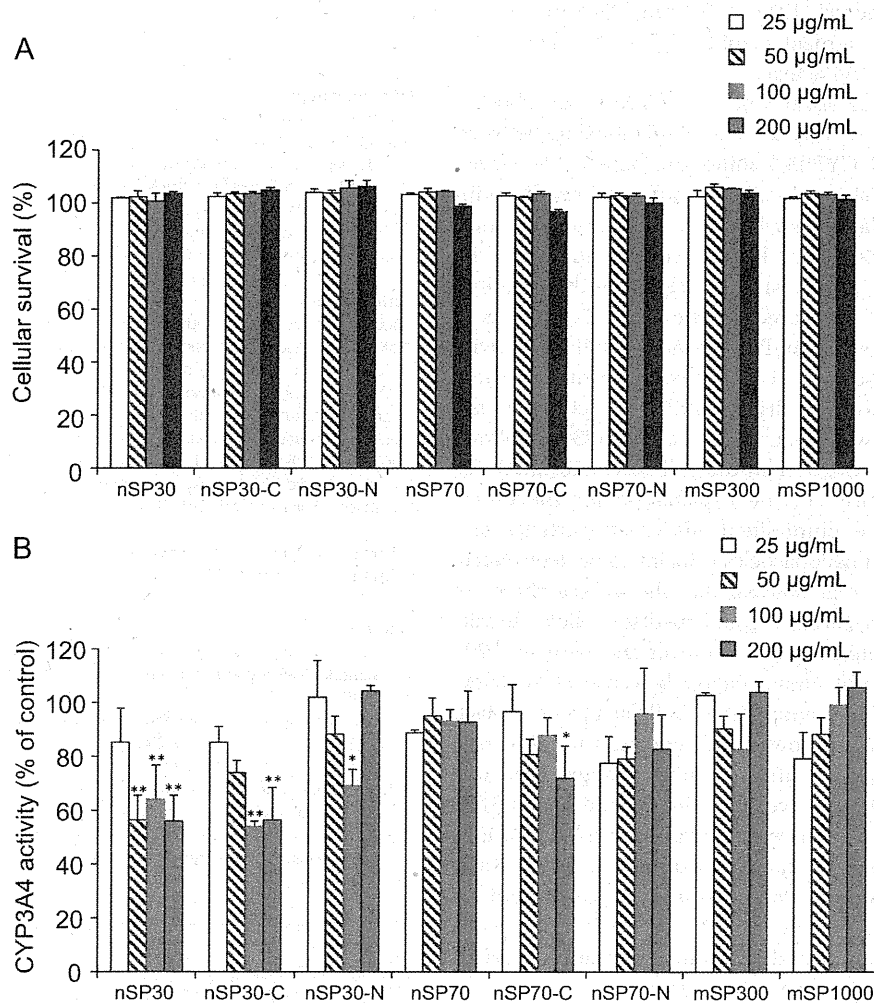 A
25 µg/mL
50 µg/mL
100 µg/mL
200 µg/mL
Cellular survival (%)
120
100
80
60
40
20
0
nSP30 nSP30-C nSP30-N nSP70 nSP70-C nSP70-N mSP300 mSP1000
B
25 µg/mL
50 µg/mL
100 µg/mL
200 µg/mL
CYP3A4 activity (% of control)
120
100
80
60
40
20
0
** ** ** ** ** * *
nSP30 nSP30-C nSP30-N nSP70 nSP70-C nSP70-N mSP300 mSP1000